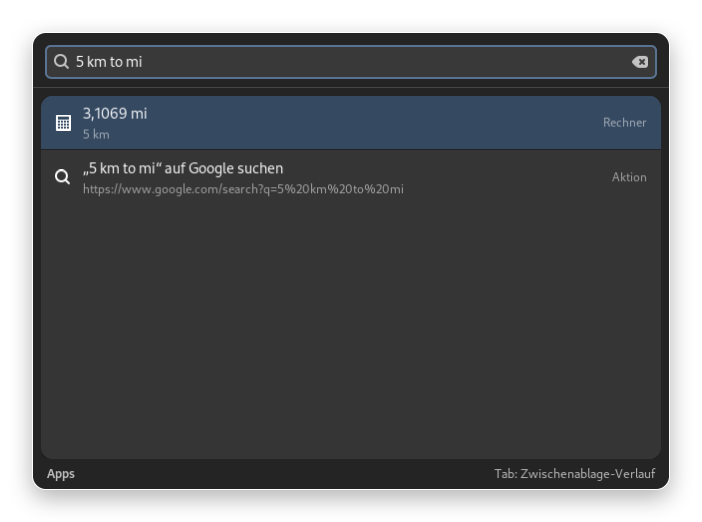 5 km to mi
3,1069 mi
5 km
Rechner
„5 km to mi“ auf Google suchen
https://www.google.com/search?q=5%20km%20to%20mi
Aktion
Apps
Tab: Zwischenablage-Verlauf